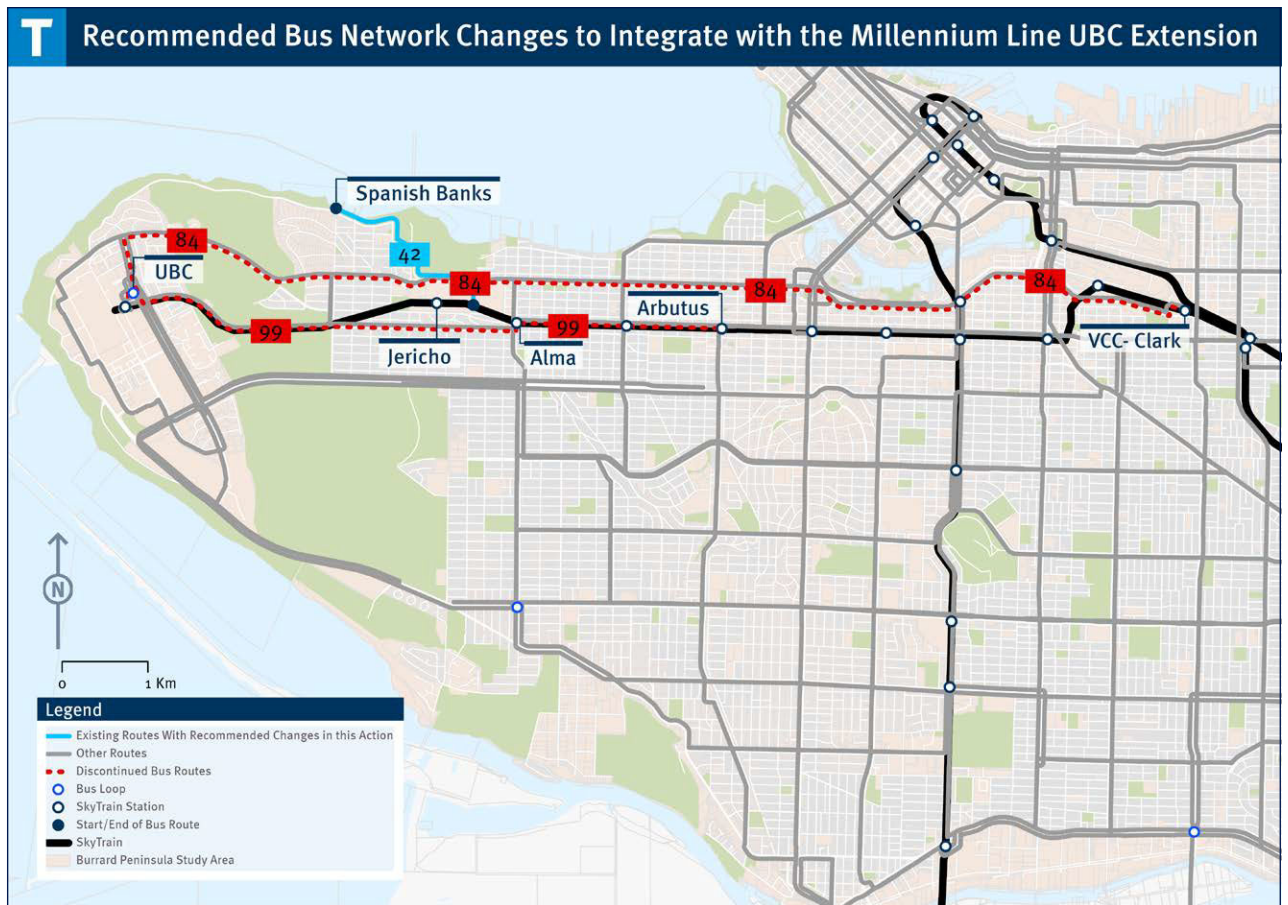 T
Recommended Bus Network Changes to Integrate with the Millennium Line UBC Extension
Spanish Banks
84
42
UBC
84
84
84
Arbutus
99
99
Jericho
Alma
VCC- Clark
N
0 1 Km
Legend
Existing Routes With Recommended Changes in this Action
Other Routes
Discontinued Bus Routes
Bus Loop
SkyTrain Station
Start/End of Bus Route
SkyTrain
Burrard Peninsula Study Area